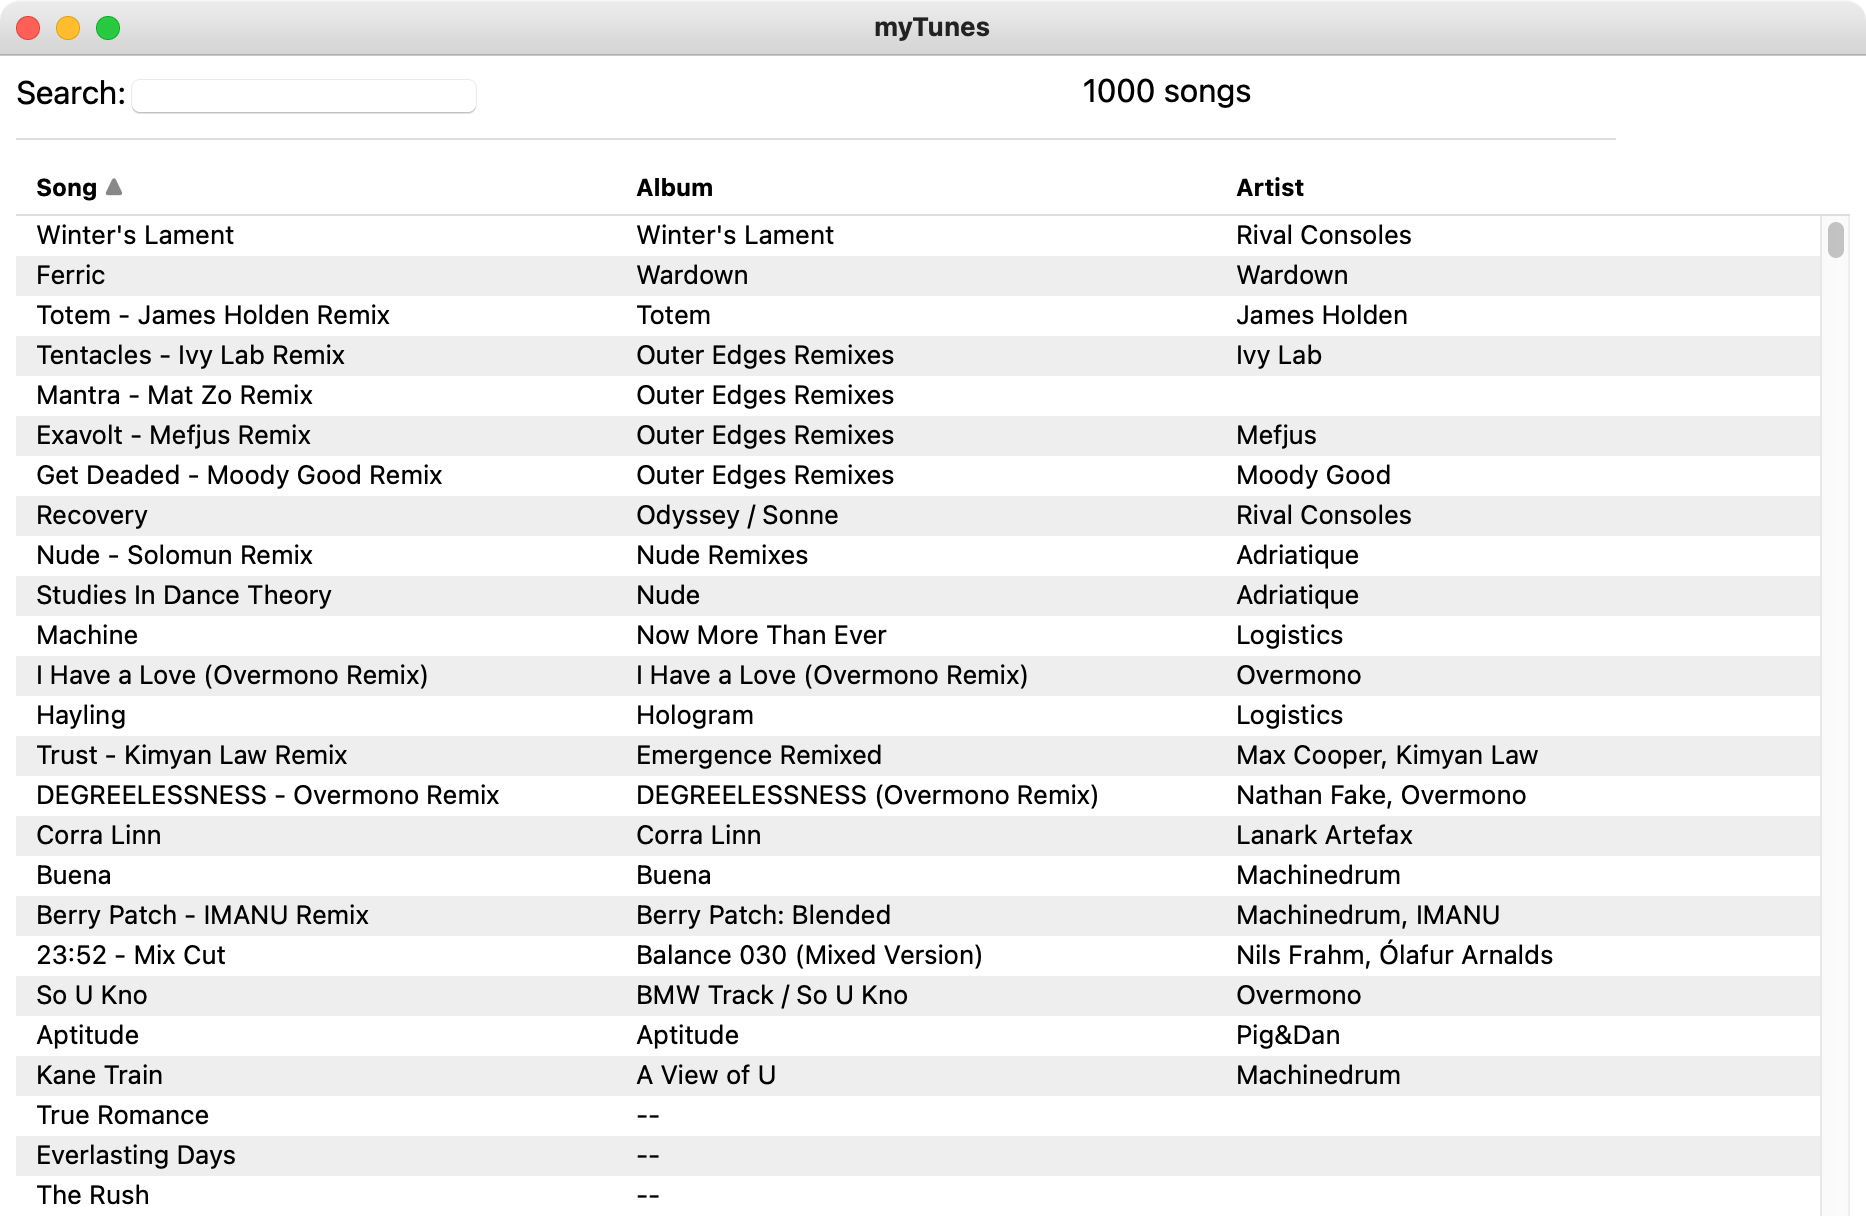 myTunes
Search: 1000 songs
Song Album Artist
Winter's Lament Winter's Lament Rival Consoles
Ferric Wardown Wardown
Totem - James Holden Remix Totem James Holden
Tentacles - Ivy Lab Remix Outer Edges Remixes Ivy Lab
Mantra - Mat Zo Remix Outer Edges Remixes
Exavolt - Mefjus Remix Outer Edges Remixes Mefjus
Get Deaded - Moody Good Remix Outer Edges Remixes Moody Good
Recovery Odyssey / Sonne Rival Consoles
Nude - Solomun Remix Nude Remixes Adriatique
Studies In Dance Theory Nude Adriatique
Machine Now More Than Ever Logistics
I Have a Love (Overmono Remix) I Have a Love (Overmono Remix) Overmono
Hayling Hologram Logistics
Trust - Kimyan Law Remix Emergence Remixed Max Cooper, Kimyan Law
DEGREELESSNESS - Overmono Remix DEGREELESSNESS (Overmono Remix) Nathan Fake, Overmono
Corra Linn Corra Linn Lanark Artefax
Buena Buena Machinedrum
Berry Patch - IMANU Remix Berry Patch: Blended Machinedrum, IMANU
23:52 - Mix Cut Balance 030 (Mixed Version) Nils Frahm, Ólafur Arnalds
So U Kno BMW Track / So U Kno Overmono
Aptitude Aptitude Pig&Dan
Kane Train A View of U Machinedrum
True Romance --
Everlasting Days --
The Rush --